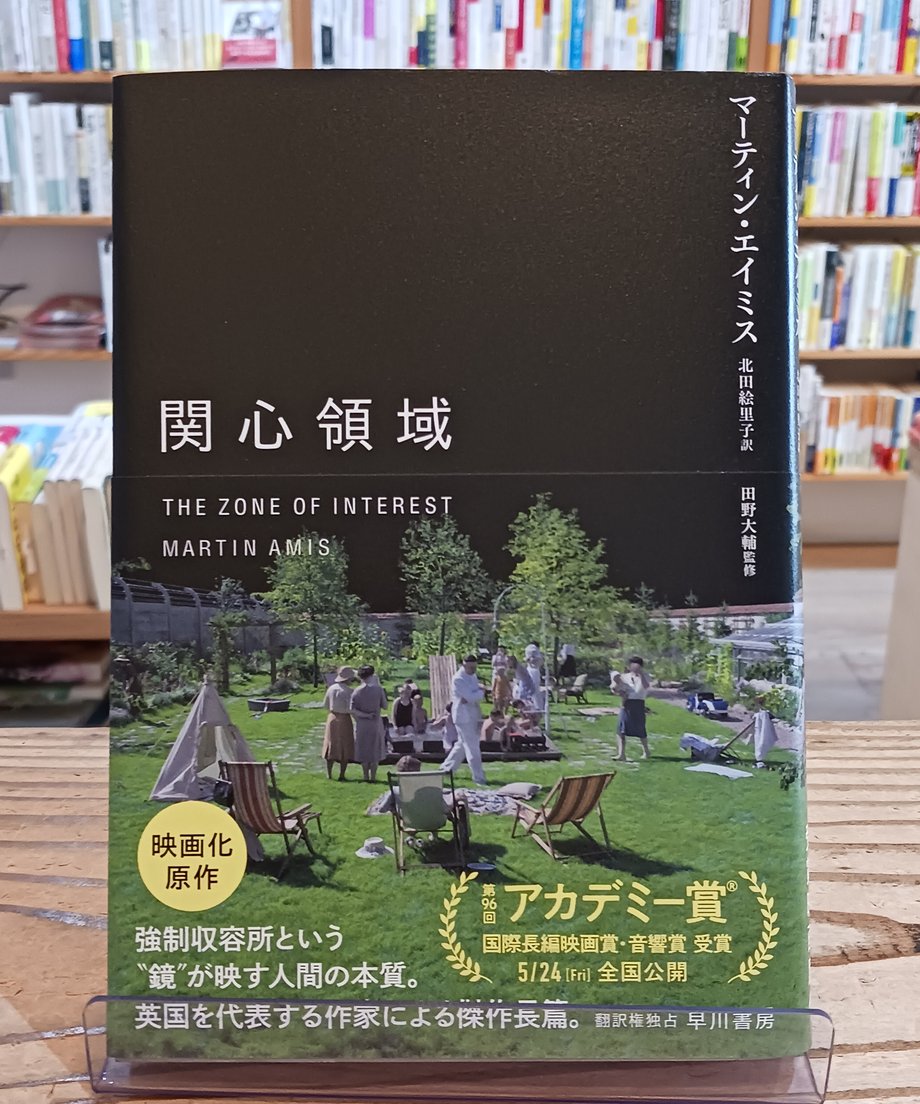 マーティン・エイミス
北田絵里子訳
田野大輔監修
関心領域
THE ZONE OF INTEREST
MARTIN AMIS
映画化
原作
第96回
アカデミー賞®
国際長編映画賞・音響賞 受賞
5/24 [Fri] 全国公開
強制収容所という
〝鏡〟が映す人間の本質。
英国を代表する作家による傑作長篇。
翻訳権独占 早川書房